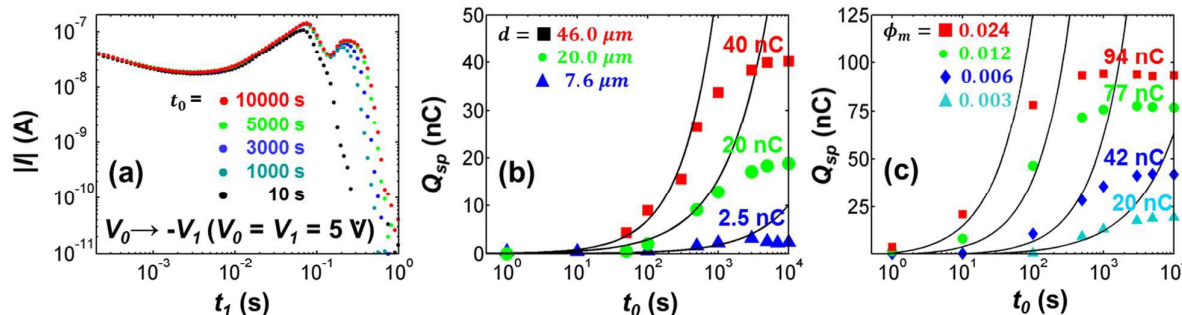 (a)
|I| (A)
10⁻⁷
10⁻⁸
10⁻⁹
10⁻¹⁰
10⁻¹¹
t₀ =
10000 s
5000 s
3000 s
1000 s
10 s
V₀→ -V₁ (V₀ = V₁ = 5 V)
10⁻³
10⁻²
10⁻¹
10⁰
t₁ (s)
(b)
Qsp (nC)
50
40
30
20
10
0
d = 46.0 μm
20.0 μm
7.6 μm
40 nC
20 nC
2.5 nC
10⁰
10¹
10²
10³
10⁴
t₀ (s)
(c)
Qsp (nC)
125
100
75
50
25
ϕm = 0.024
0.012
0.006
0.003
94 nC
77 nC
42 nC
20 nC
10⁰
10¹
10²
10³
10
t₀ (s)